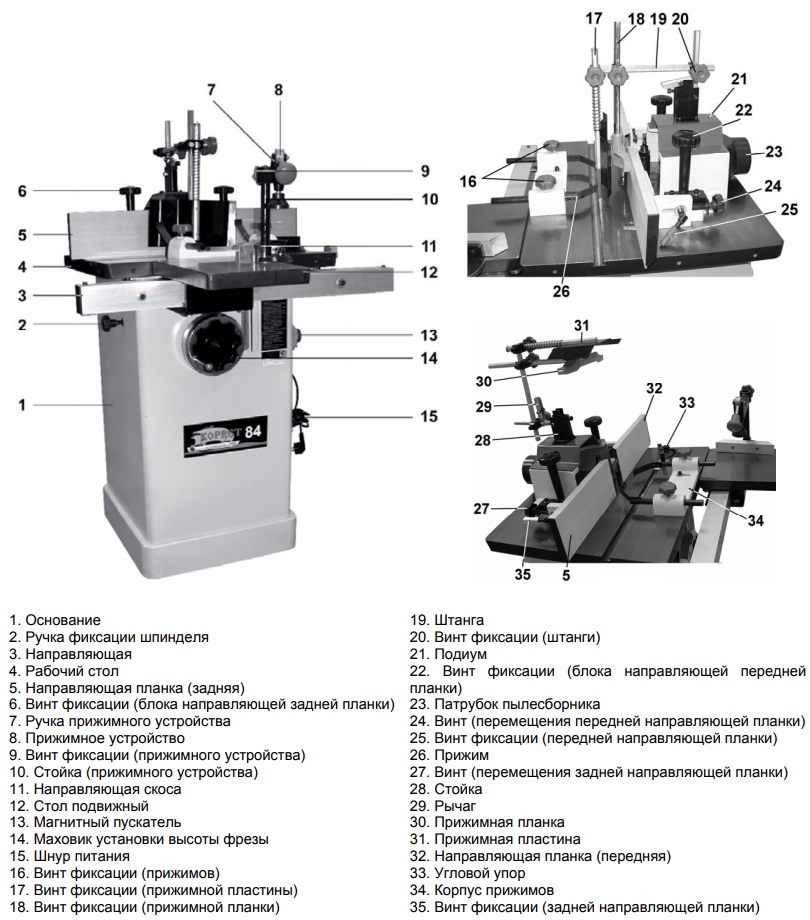 17
18
19
20
7
8
21
22
9
23
6
16
10
24
5
25
11
4
12
26
3
31
2
13
30
32
14
29
33
1
28
15
КОРВЕТ 84
27
34
35
5
1. Основание
2. Ручка фиксации шпинделя
3. Направляющая
4. Рабочий стол
5. Направляющая планка (задняя)
6. Винт фиксации (блока направляющей задней планки)
7. Ручка прижимного устройства
8. Прижимное устройство
9. Винт фиксации (прижимного устройства)
10. Стойка (прижимного устройства)
11. Направляющая скоса
12. Стол подвижный
13. Магнитный пускатель
14. Маховик установки высоты фрезы
15. Шнур питания
16. Винт фиксации (прижимов)
17. Винт фиксации (прижимной пластины)
18. Винт фиксации (прижимной планки)
19. Штанга
20. Винт фиксации (штанги)
21. Подиум
22. Винт фиксации (блока направляющей передней
планки)
23. Патрубок пылесборника
24. Винт (перемещения передней направляющей планки)
25. Винт фиксации (передней направляющей планки)
26. Прижим
27. Винт (перемещения задней направляющей планки)
28. Стойка
29. Рычаг
30. Прижимная планка
31. Прижимная пластина
32. Направляющая планка (передняя)
33. Угловой упор
34. Корпус прижимов
35. Винт фиксации (задней направляющей планки)